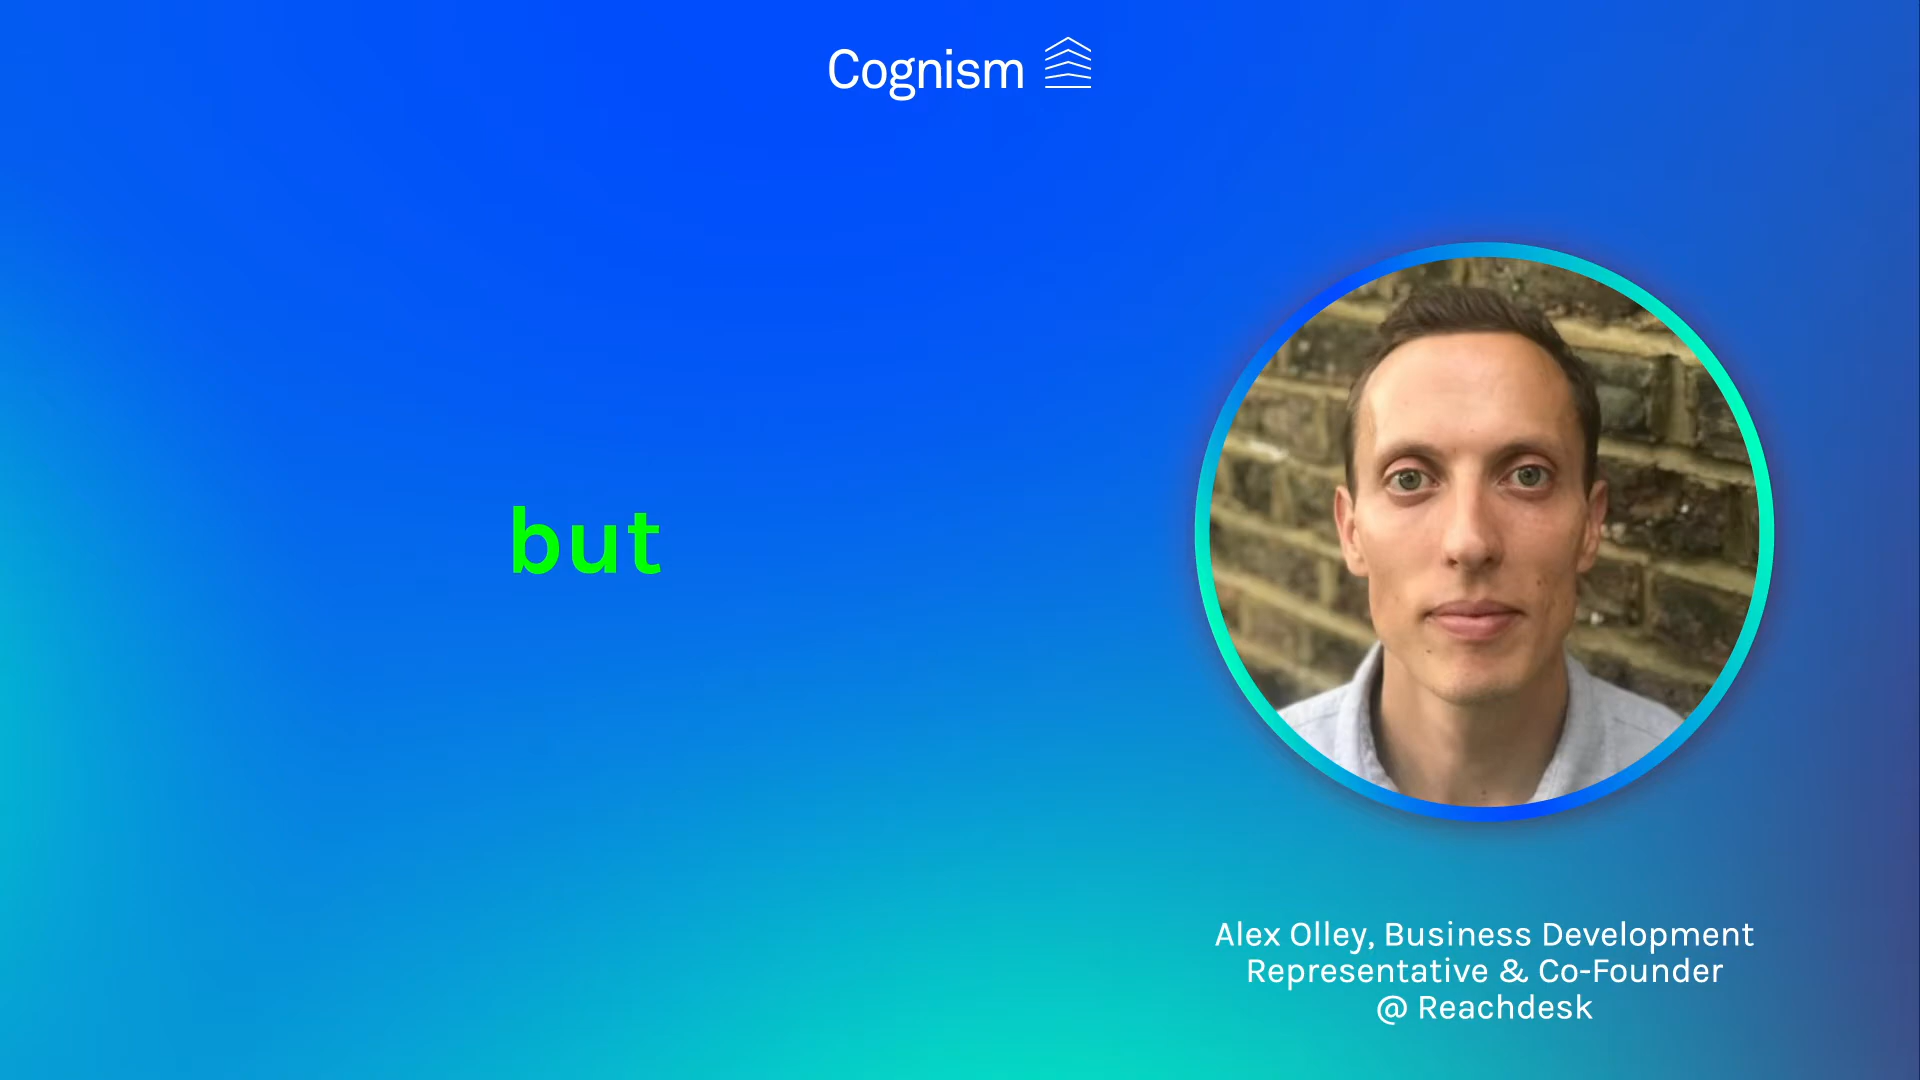 Cognism
but
Alex Olley, Business Development
Representative & Co-Founder
@ Reachdesk